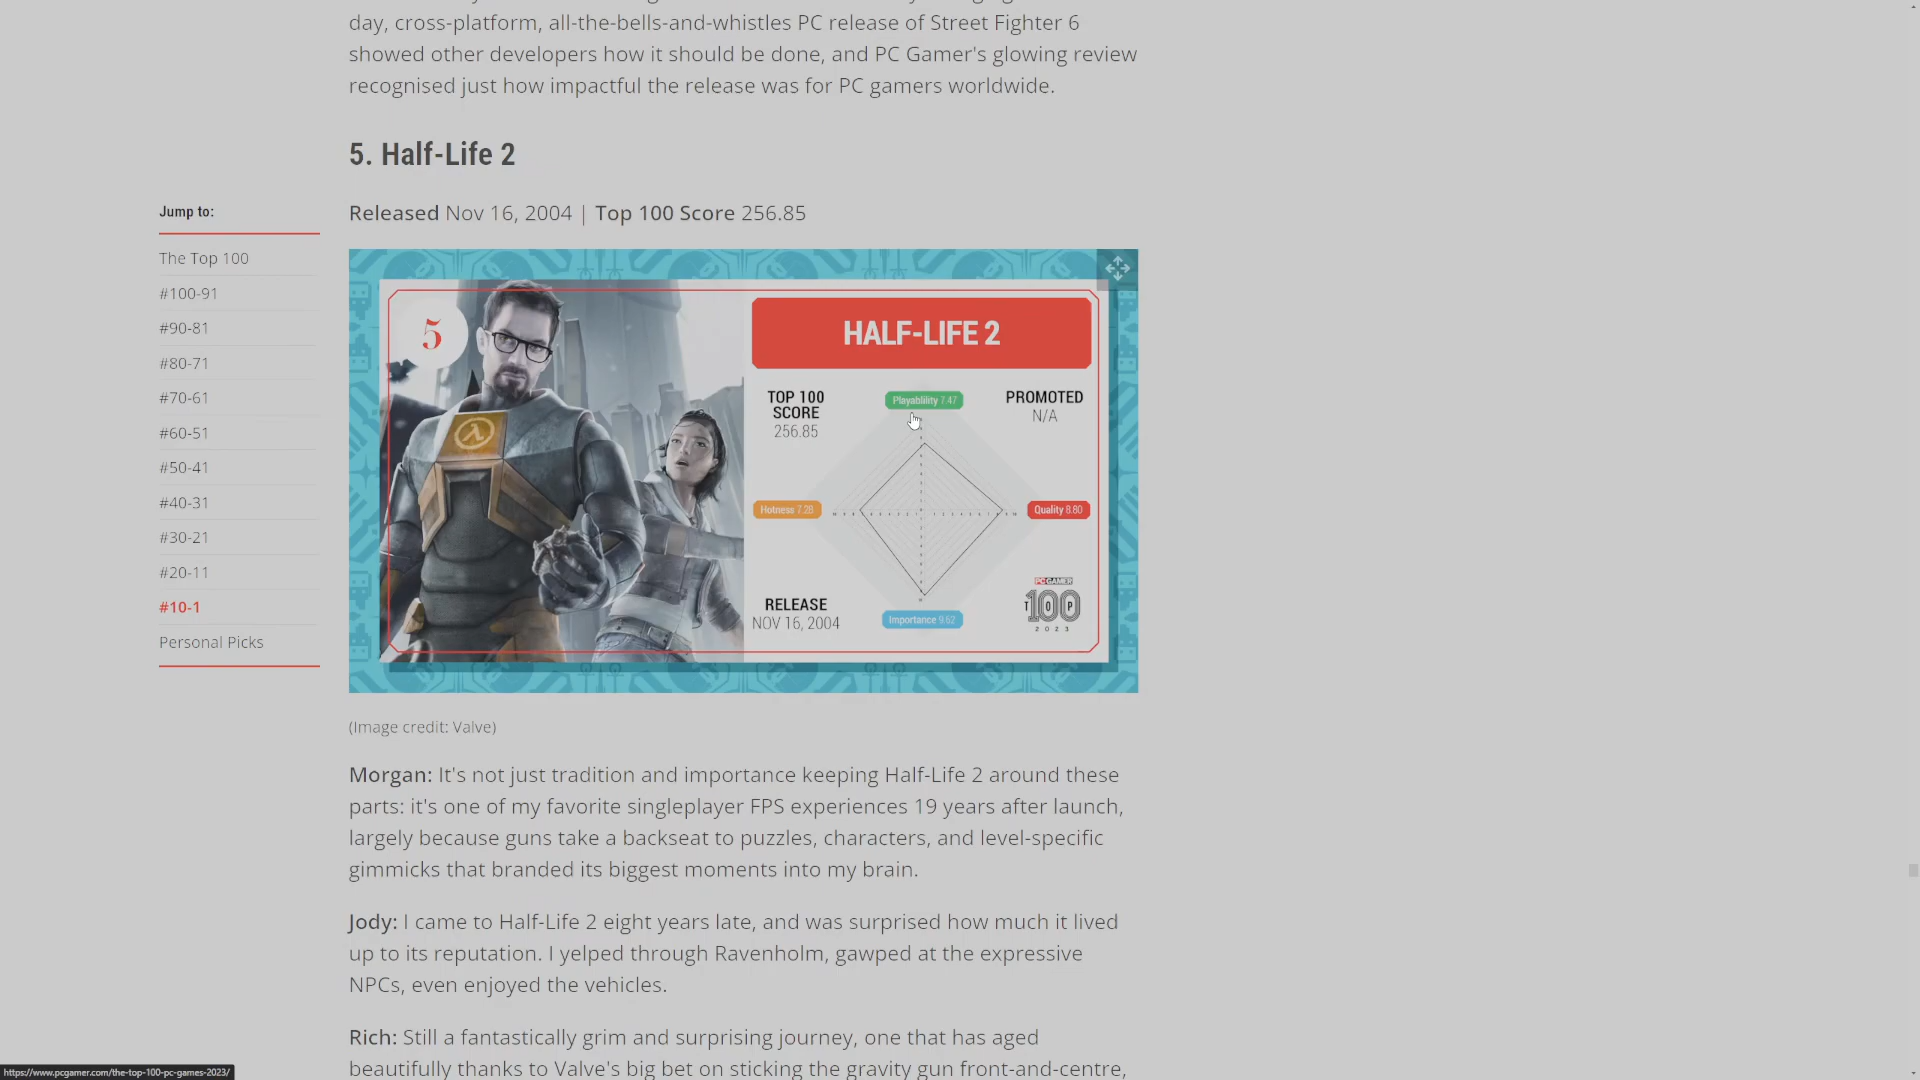 day, cross-platform, all-the-bells-and-whistles PC release of Street Fighter 6
showed other developers how it should be done, and PC Gamer's glowing review
recognised just how impactful the release was for PC gamers worldwide.
5. Half-Life 2
Released Nov 16, 2004 | Top 100 Score 256.85
Jump to:
The Top 100
#100-91
#90-81
#80-71
#70-61
#60-51
#50-41
#40-31
#30-21
#20-11
#10-1
Personal Picks
5
HALF-LIFE 2
TOP 100
SCORE
256.85
Playablility 7.47
PROMOTED
N/A
Hotness 7.28
Quality 8.80
RELEASE
NOV 16, 2004
Importance 9.62
PC GAMER
TOP
100
2023
(Image credit: Valve)
Morgan: It's not just tradition and importance keeping Half-Life 2 around these
parts: it's one of my favorite singleplayer FPS experiences 19 years after launch,
largely because guns take a backseat to puzzles, characters, and level-specific
gimmicks that branded its biggest moments into my brain.
Jody: I came to Half-Life 2 eight years late, and was surprised how much it lived
up to its reputation. I yelped through Ravenholm, gawped at the expressive
NPCs, even enjoyed the vehicles.
Rich: Still a fantastically grim and surprising journey, one that has aged
beautifully thanks to Valve's big bet on sticking the gravity gun front-and-centre,
https://www.pcgamer.com/the-top-100-pc-games-2023/